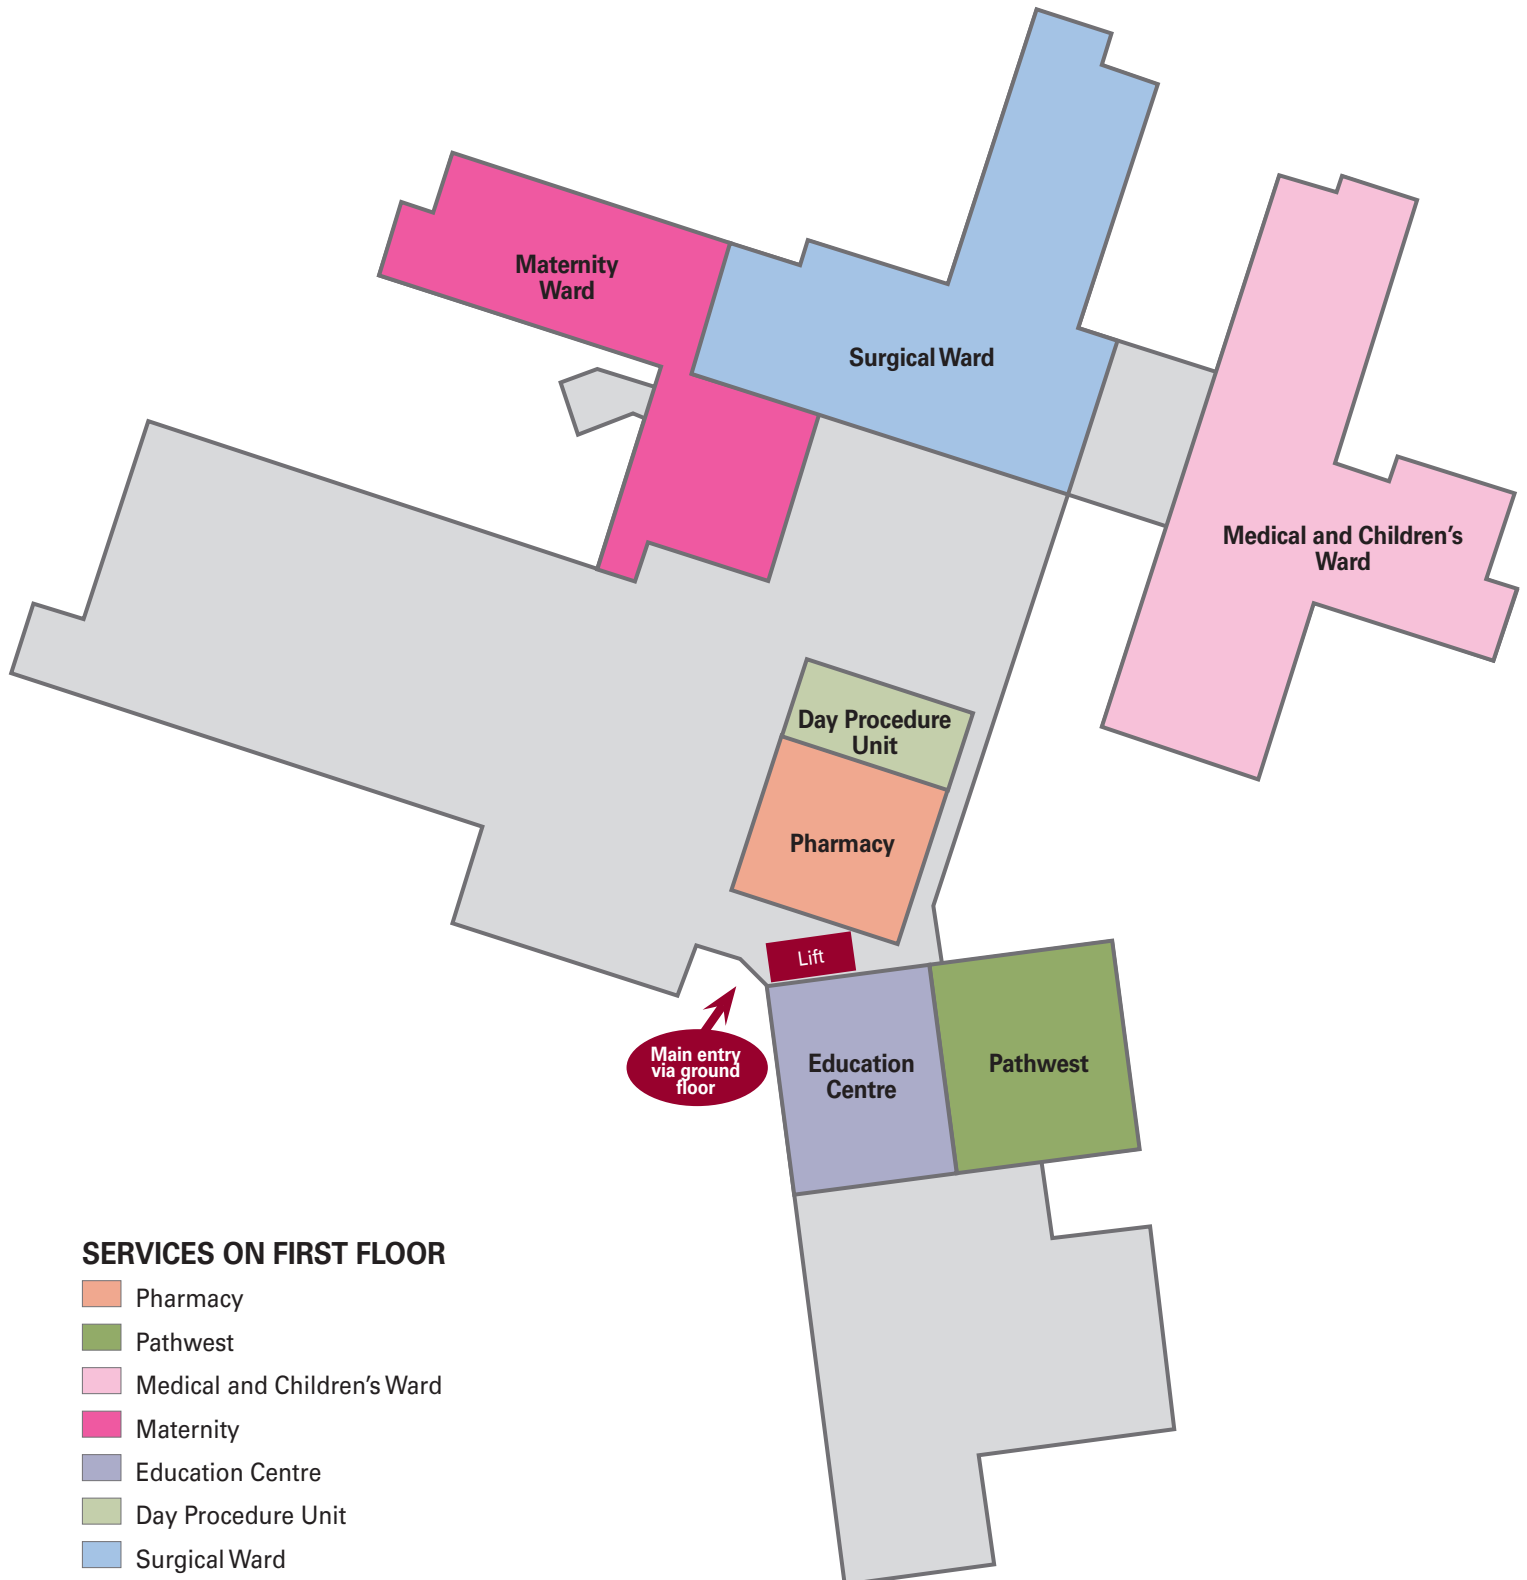 Maternity
Ward
Surgical Ward
Medical and Children's
Ward
Day Procedure
Unit
Pharmacy
Lift
Main entry
via ground
floor
Education
Centre
Pathwest
SERVICES ON FIRST FLOOR
Pharmacy
Pathwest
Medical and Children's Ward
Maternity
Education Centre
Day Procedure Unit
Surgical Ward